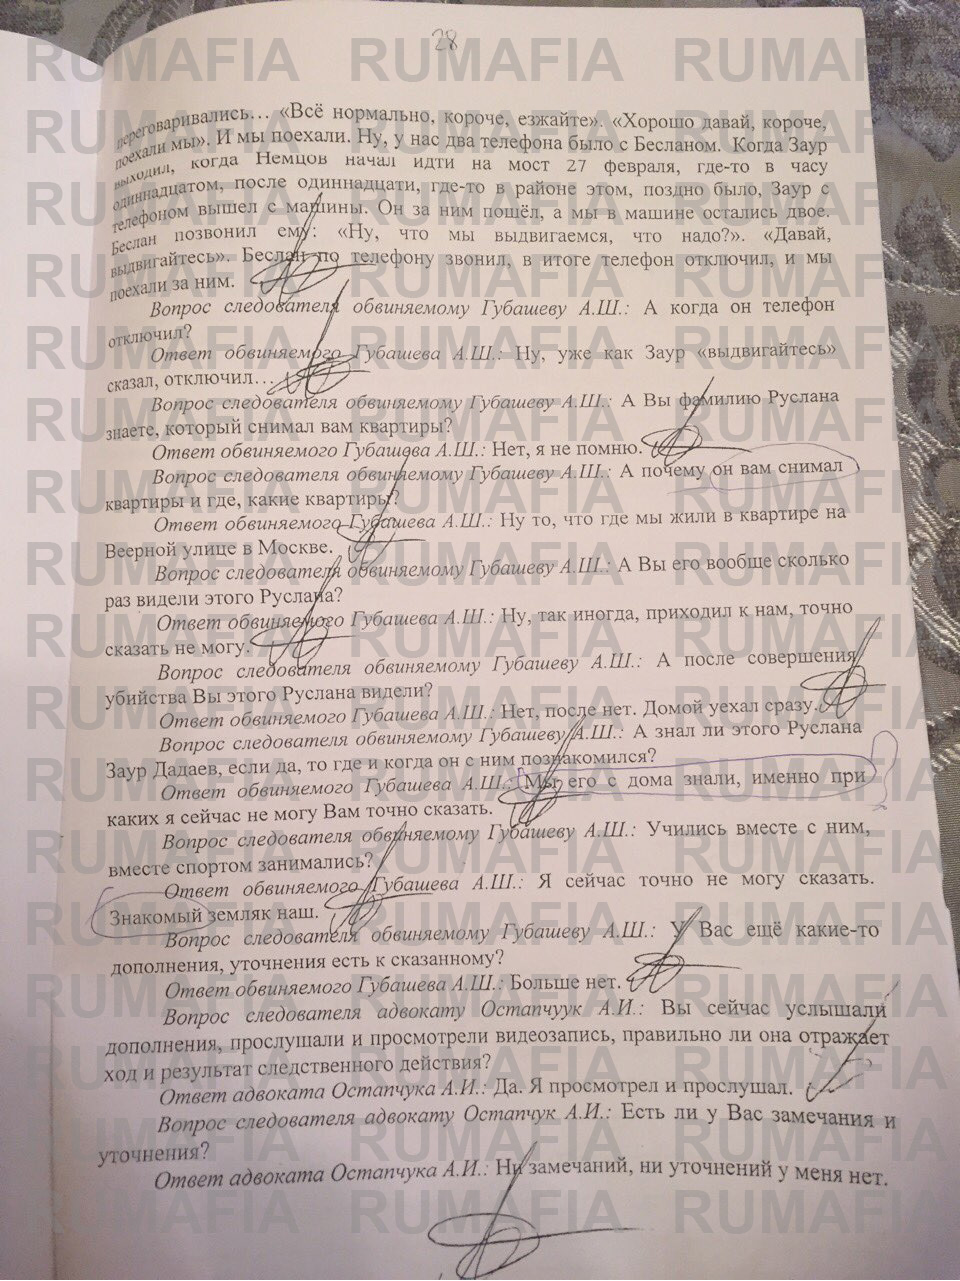 28
переговаривались… «Всё нормально, короче, езжайте». «Хорошо давай, короче,
поехали мы». И мы поехали. Ну, у нас два телефона было с Бесланом. Когда Заур
выходил, когда Немцов начал идти на мост 27 февраля, где-то в часу
одиннадцатом, после одиннадцати, где-то в районе этом, поздно было, Заур с
телефоном вышел с машины. Он за ним пошёл, а мы в машине остались двое.
Беслан позвонил ему: «Ну, что мы выдвигаемся, что надо?». «Давай,
выдвигайтесь». Беслан по телефону звонил, в итоге телефон отключил, и мы
поехали за ним.
Вопрос следователя обвиняемому Губашеву А.Ш.: А когда он телефон
отключил?
Ответ обвиняемого Губашева А.Ш.: Ну, уже как Заур «выдвигайтесь»
сказал, отключил…
Вопрос следователя обвиняемому Губашеву А.Ш.: А Вы фамилию Руслана
знаете, который снимал вам квартиры?
Ответ обвиняемого Губашева А.Ш.: Нет, я не помню.
Вопрос следователя обвиняемому Губашеву А.Ш.: А почему он вам снимал
квартиры и где, какие квартиры?
Ответ обвиняемого Губашева А.Ш.: Ну то, что где мы жили в квартире на
Веерной улице в Москве.
Вопрос следователя обвиняемому Губашеву А.Ш.: А Вы его вообще сколько
раз видели этого Руслана?
Ответ обвиняемого Губашева А.Ш.: Ну, так иногда, приходил к нам, точно
сказать не могу.
Вопрос следователя обвиняемому Губашеву А.Ш.: А после совершения
убийства Вы этого Руслана видели?
Ответ обвиняемого Губашева А.Ш.: Нет, после нет. Домой уехал сразу.
Вопрос следователя обвиняемому Губашеву А.Ш.: А знал ли этого Руслана
Заур Дадаев, если да, то где и когда он с ним познакомился?
Ответ обвиняемого Губашева А.Ш.: Мы его с дома знали, именно при
каких я сейчас не могу Вам точно сказать.
Вопрос следователя обвиняемому Губашеву А.Ш.: Учились вместе с ним,
вместе спортом занимались?
Ответ обвиняемого Губашева А.Ш.: Я сейчас точно не могу сказать.
Знакомый земляк наш.
Вопрос следователя обвиняемому Губашеву А.Ш.: У Вас ещё какие-то
дополнения, уточнения есть к сказанному?
Ответ обвиняемого Губашева А.Ш.: Больше нет.
Вопрос следователя адвокату Остапчуук А.И.: Вы сейчас услышали
дополнения, прослушали и просмотрели видеозапись, правильно ли она отражает
ход и результат следственного действия?
Ответ адвоката Остапчука А.И.: Да. Я просмотрел и прослушал.
Вопрос следователя адвокату Остапчук А.И.: Есть ли у Вас замечания и
уточнения?
Ответ адвоката Остапчука А.И.: Ни замечаний, ни уточнений у меня нет.